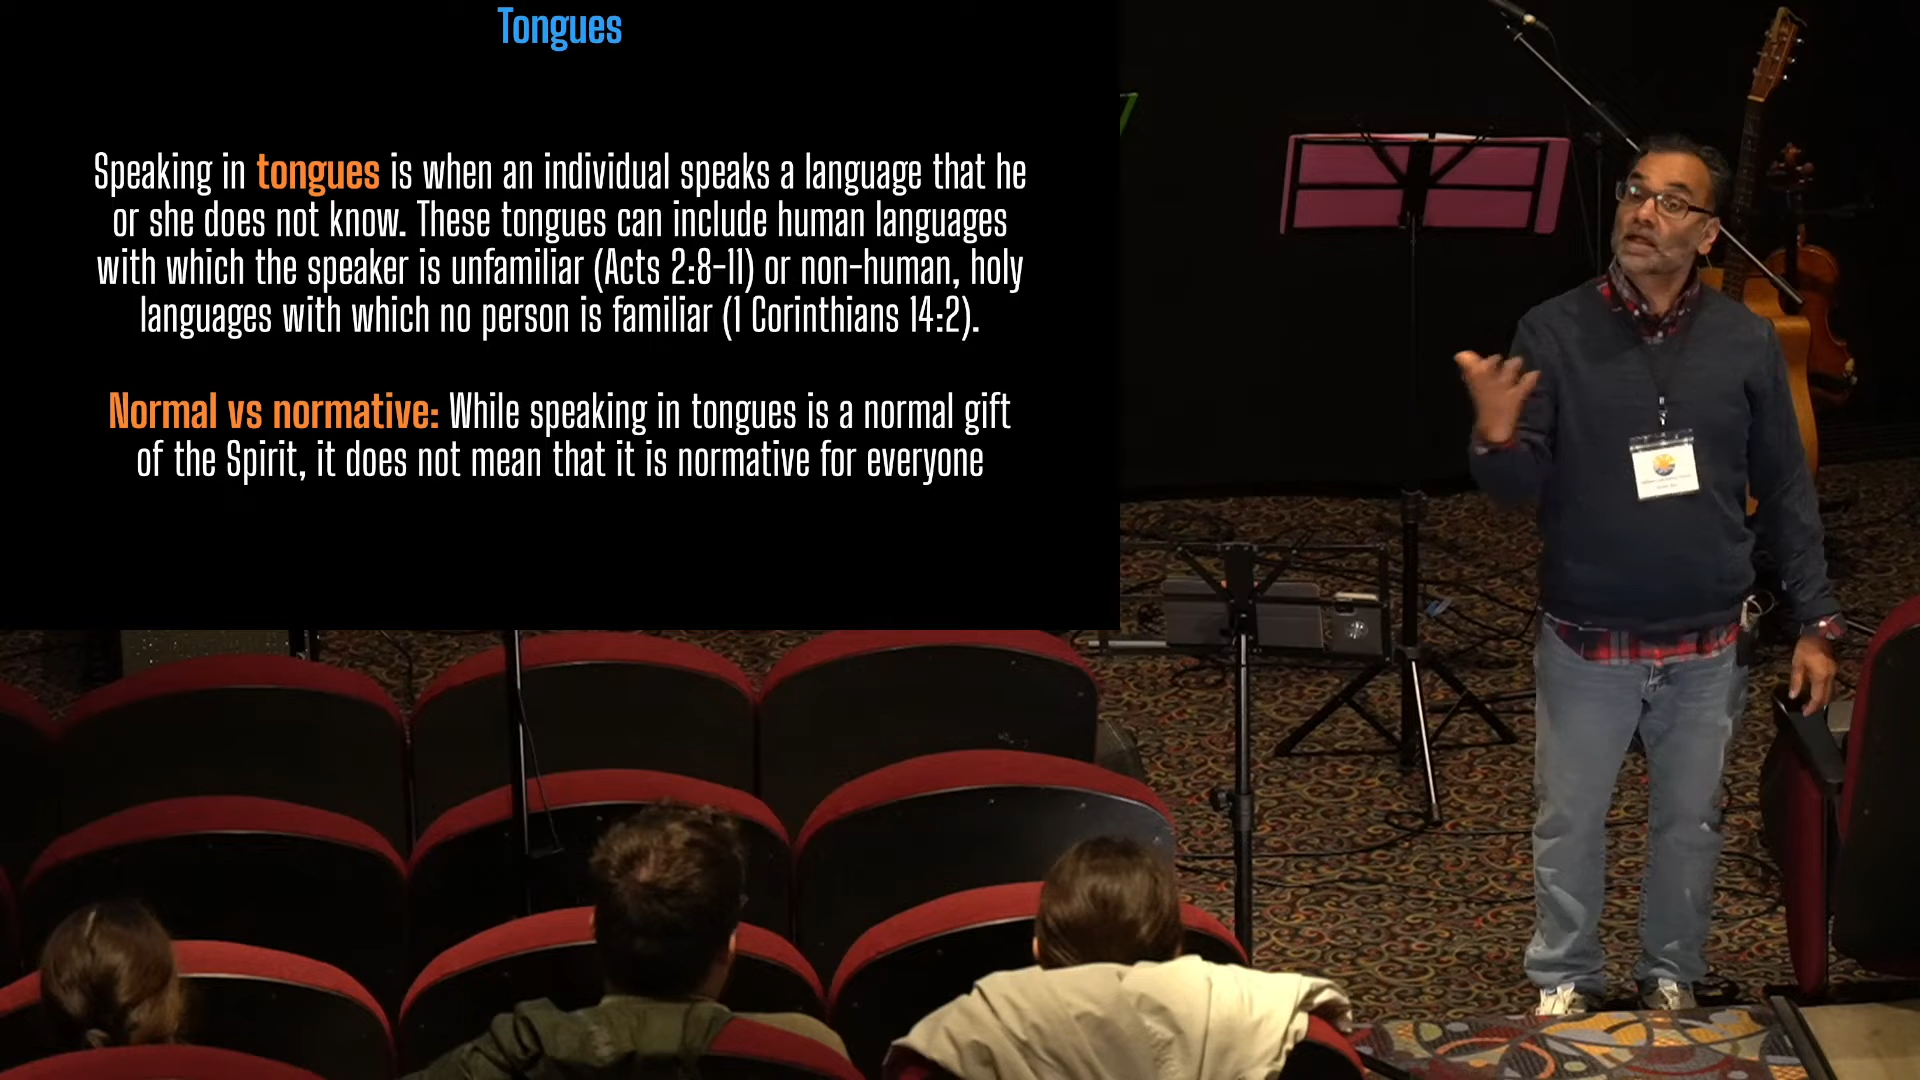 Tongues
Speaking in tongues is when an individual speaks a language that he
or she does not know. These tongues can include human languages
with which the speaker is unfamiliar (Acts 2:8-11) or non-human, holy
languages with which no person is familiar (1 Corinthians 14:2).
Normal vs normative: While speaking in tongues is a normal gift
of the Spirit, it does not mean that it is normative for everyone